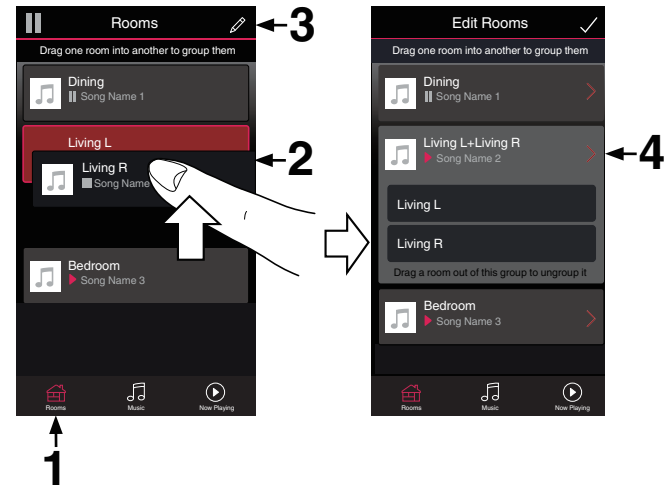 Rooms
3
Drag one room into another to group them
Dining
Song Name 1
Living L
2
Living R
Song Name
Bedroom
Song Name 3
Rooms
Music
Now Playing
1
Edit Rooms
Drag one room into another to group them
Dining
Song Name 1
Living L+Living R
4
Song Name 2
Living L
Living R
Drag a room out of this group to ungroup it
Bedroom
Song Name 3
Rooms
Music
Now Playing